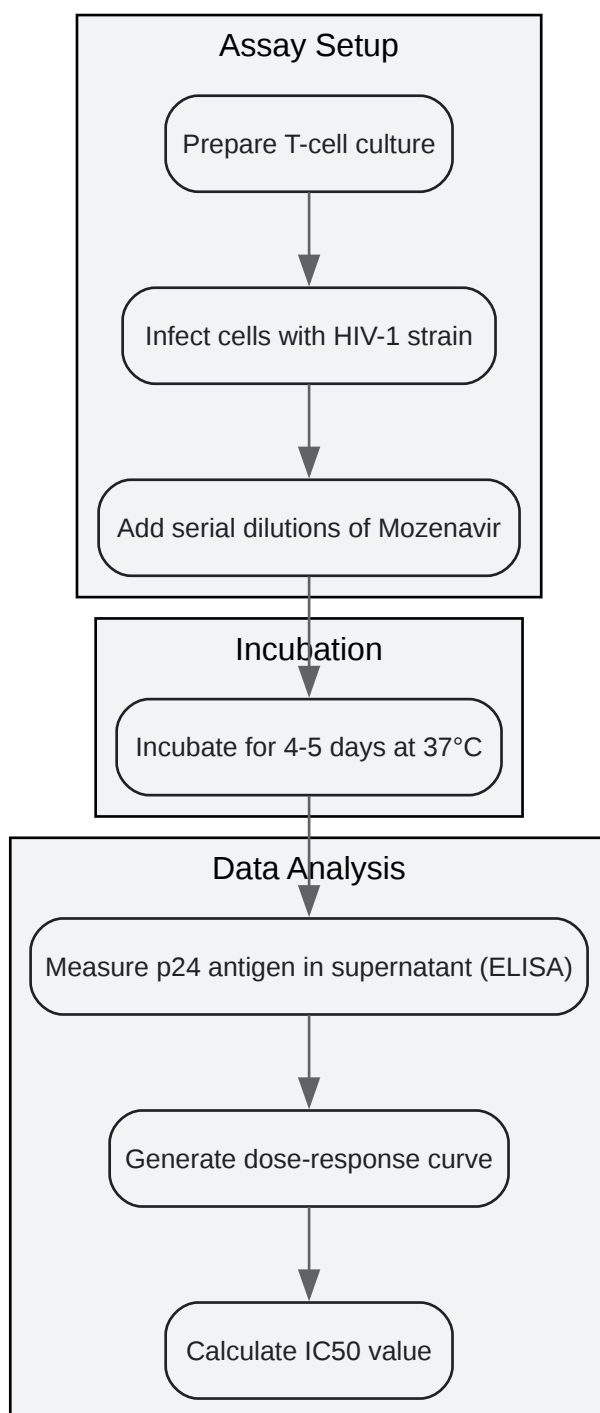 Assay Setup
Prepare T-cell culture
Infect cells with HIV-1 strain
Add serial dilutions of Mozenavir
Incubation
Incubate for 4-5 days at 37°C
Data Analysis
Measure p24 antigen in supernatant (ELISA)
Generate dose-response curve
Calculate IC50 value